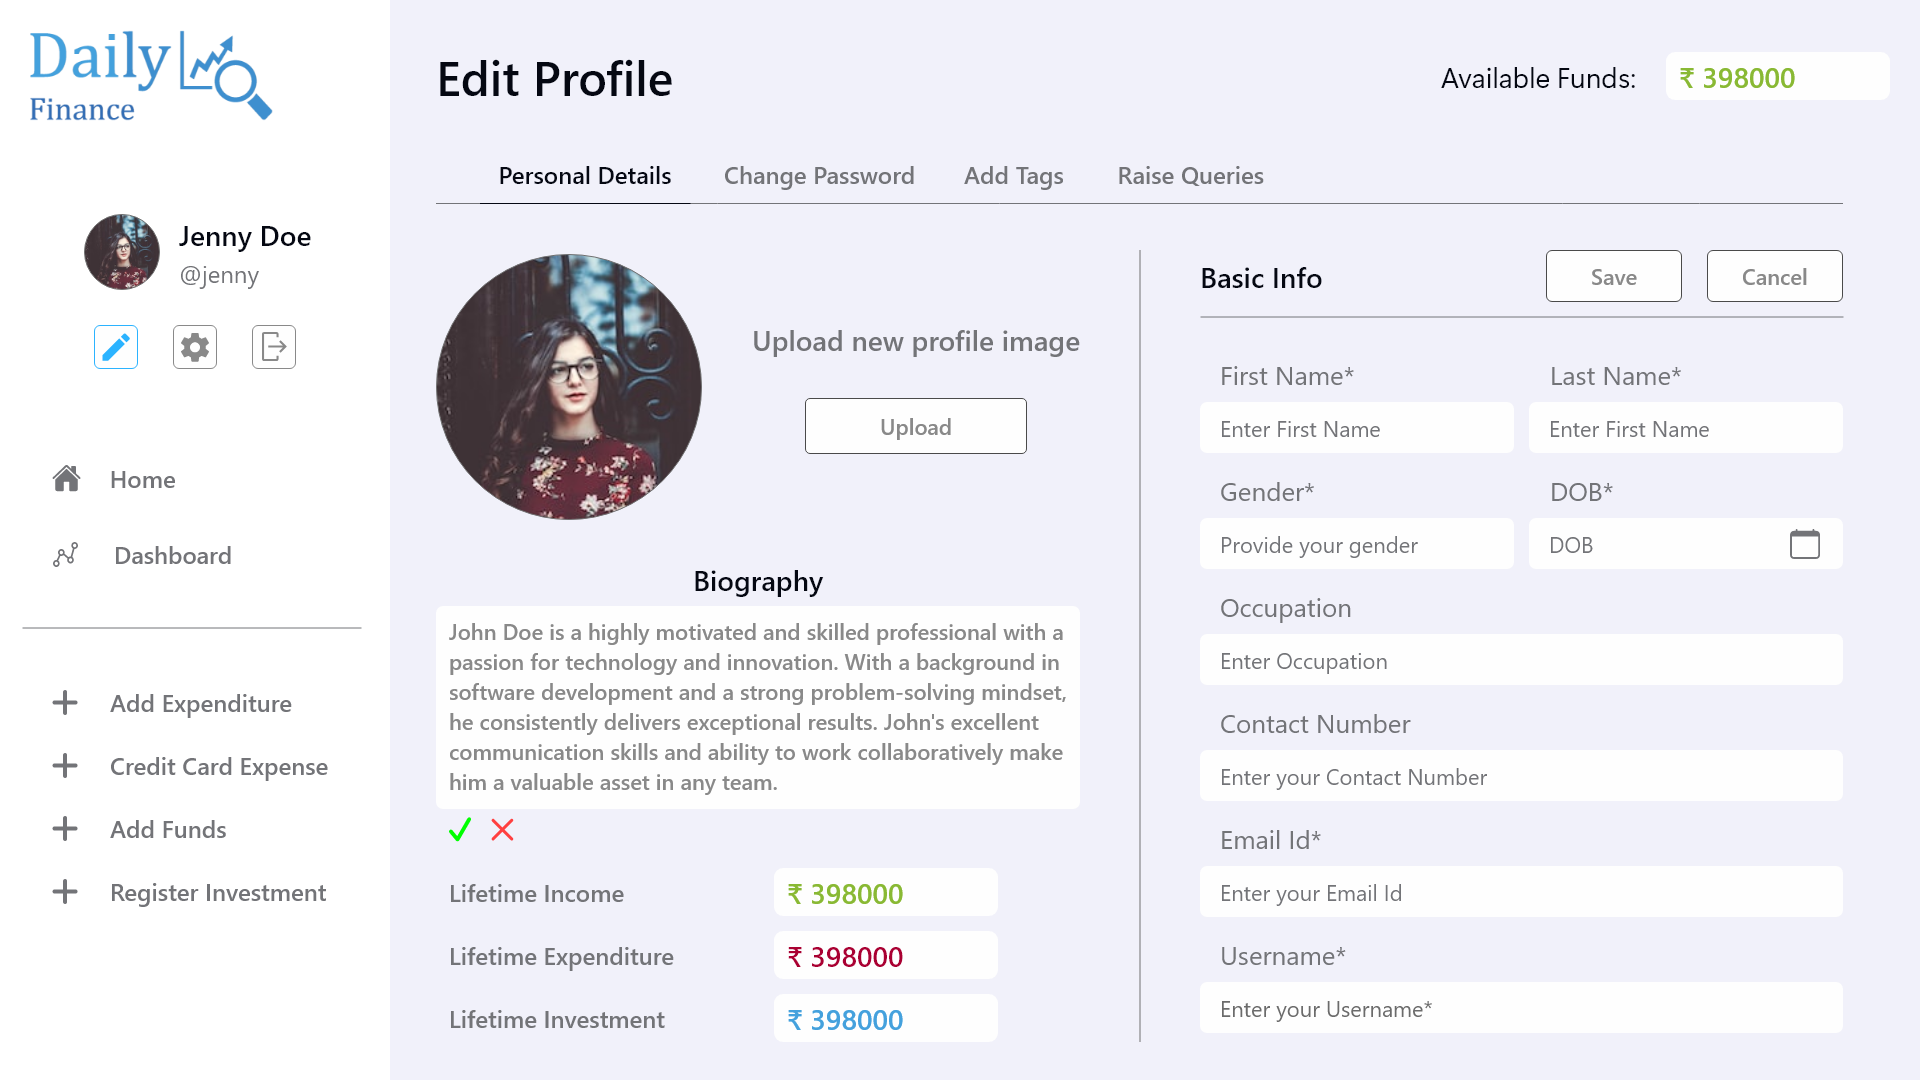 Daily
Finance
Jenny Doe
@jenny
Home
Dashboard
Add Expenditure
Credit Card Expense
Add Funds
Register Investment
Edit Profile
Available Funds:
₹ 398000
Personal Details
Change Password
Add Tags
Raise Queries
Upload new profile image
Upload
Biography
John Doe is a highly motivated and skilled professional with a
passion for technology and innovation. With a background in
software development and a strong problem-solving mindset,
he consistently delivers exceptional results. John's excellent
communication skills and ability to work collaboratively make
him a valuable asset in any team.
Lifetime Income
₹ 398000
Lifetime Expenditure
₹ 398000
Lifetime Investment
₹ 398000
Basic Info
Save
Cancel
First Name*
Last Name*
Enter First Name
Enter First Name
Gender*
DOB*
Provide your gender
DOB
Occupation
Enter Occupation
Contact Number
Enter your Contact Number
Email Id*
Enter your Email Id
Username*
Enter your Username*